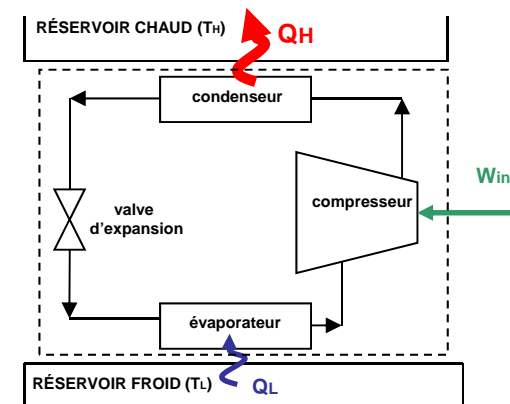 RÉSERVOIR CHAUD (TH)
QH
condenseur
Win
compresseur
valve
d'expansion
évaporateur
RÉSERVOIR FROID (TL)
QL